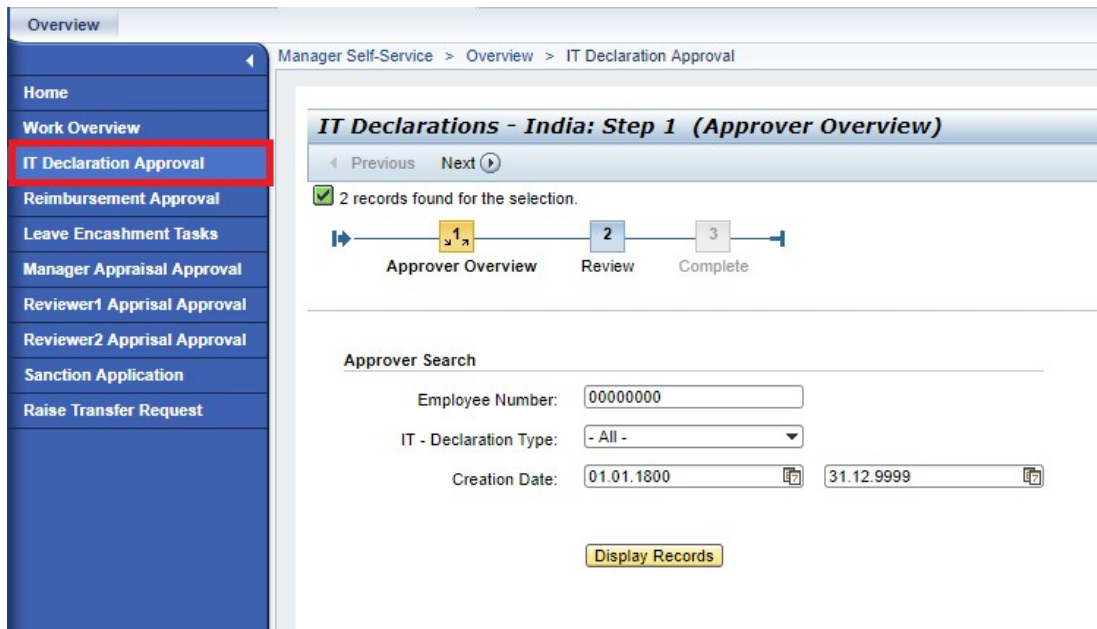 Overview
Manager Self-Service > Overview > IT Declaration Approval
Home
Work Overview
IT Declaration Approval
Reimbursement Approval
Leave Encashment Tasks
Manager Appraisal Approval
Reviewer1 Apprisal Approval
Reviewer2 Apprisal Approval
Sanction Application
Raise Transfer Request
IT Declarations - India: Step 1 (Approver Overview)
Previous Next
2 records found for the selection.
1 2 3
Approver Overview Review Complete
Approver Search
Employee Number: 00000000
IT - Declaration Type: - All -
Creation Date: 01.01.1800 31.12.9999
Display Records